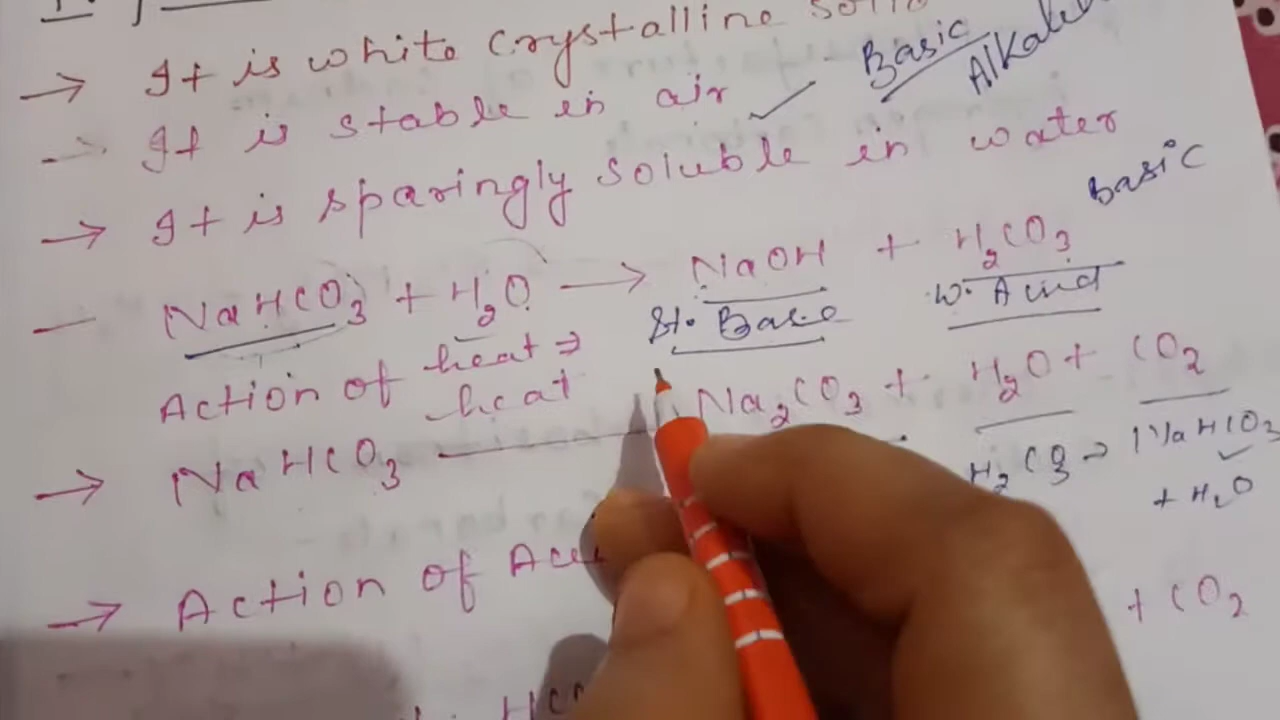 → It is white crystalline solid
→ It is stable in air ✓ Basic
Alkali
→ It is sparingly soluble in water
Basic
— NaHCO3 + H2O → NaOH + H2CO3
St. Base W. Acid
Action of heat ⇒
→ NaHCO3 heat Na2CO3 + H2O + CO2
H2CO3 → NaHCO3
+ H2O
→ Action of
+ CO2